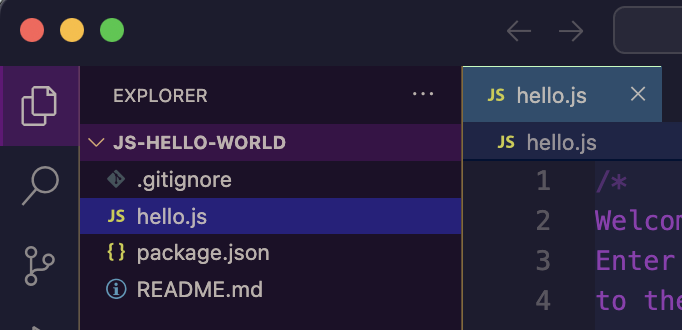 EXPLORER
JS-HELLO-WORLD
.gitignore
JS hello.js
{} package.json
README.md
JS hello.js
JS hello.js
1 /*
2 Welcom
3 Enter
4 to the